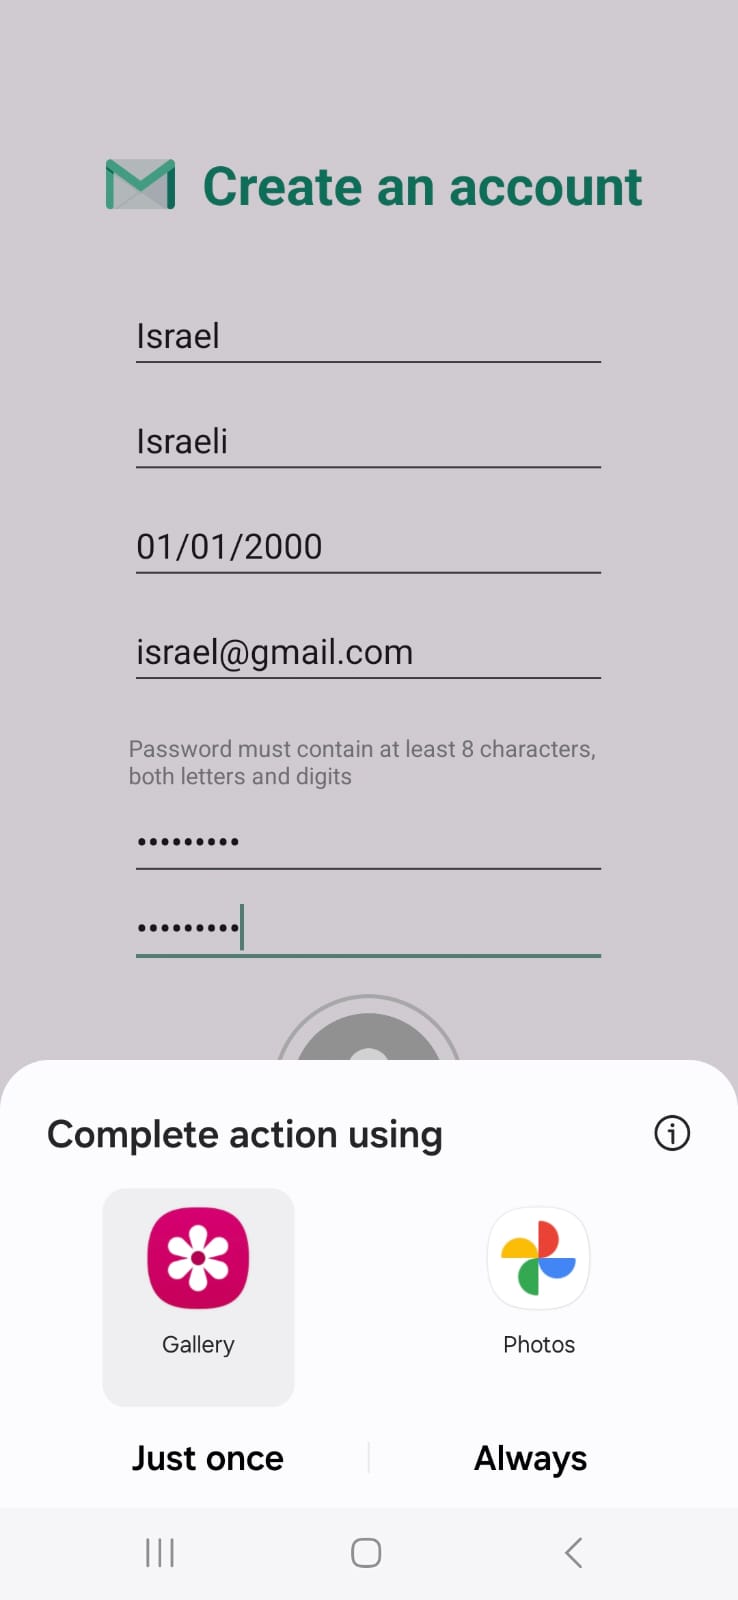 Create an account
Israel
Israeli
01/01/2000
israel@gmail.com
Password must contain at least 8 characters,
both letters and digits
•••••••••
•••••••••
Complete action using
Gallery
Photos
Just once
Always